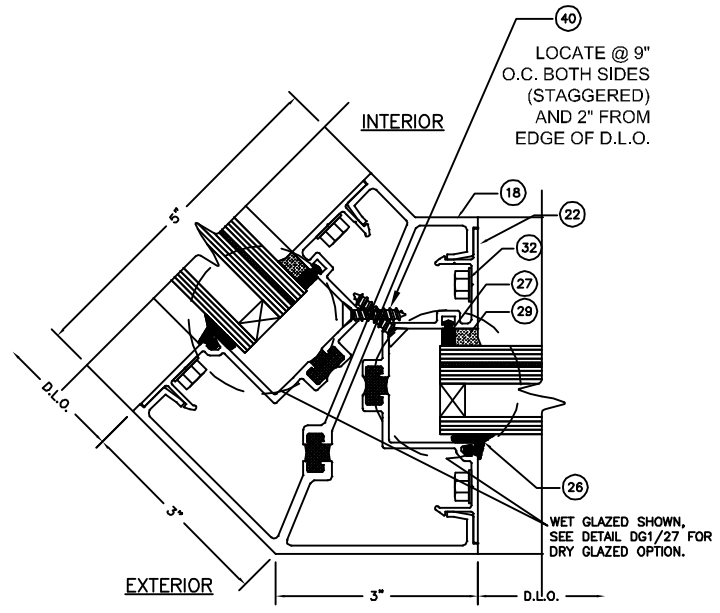 40
LOCATE @ 9"
O.C. BOTH SIDES
(STAGGERED)
AND 2" FROM
EDGE OF D.L.O.
INTERIOR
18
22
5"
32
27
29
D.L.O.
26
3"
WET GLAZED SHOWN,
SEE DETAIL DG1/27 FOR
DRY GLAZED OPTION.
EXTERIOR
3"
D.L.O.